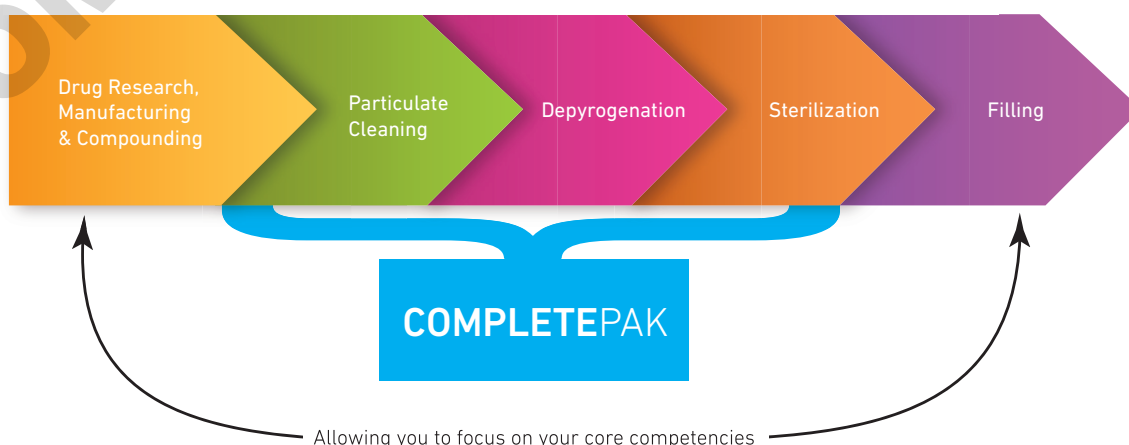 Drug Research,
Manufacturing
& Compounding
Particulate
Cleaning
Depyrogenation
Sterilization
Filling
COMPLETEPAK
Allowing you to focus on your core competencies